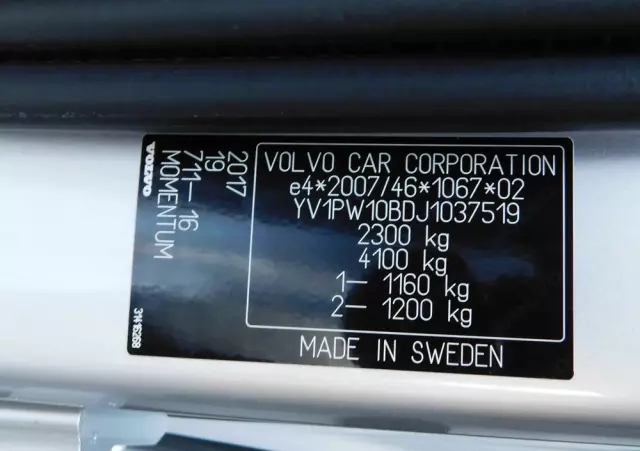 VOLVO
2017
19
711-16
MOMENTUM
31416268
VOLVO CAR CORPORATION
e4*2007/46*1067*02
YV1PW10BDJ1037519
2300 kg
4100 kg
1- 1160 kg
2- 1200 kg
MADE IN SWEDEN